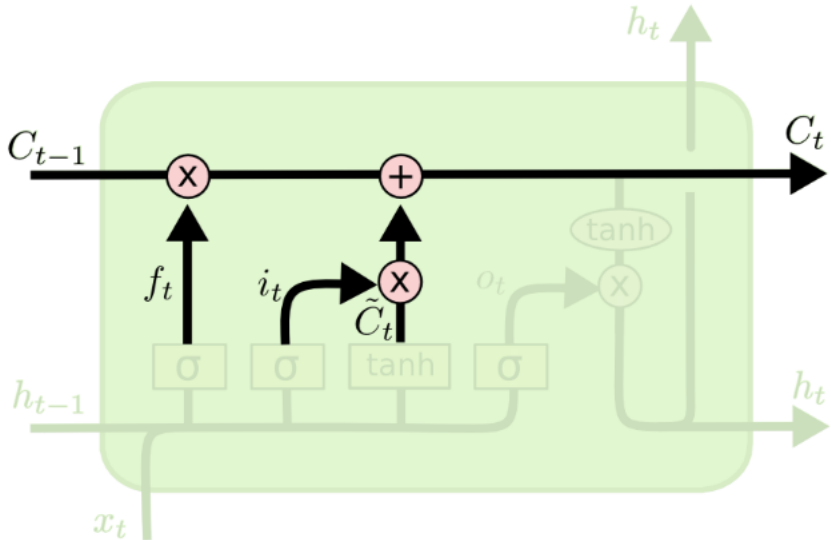 h_t
C_{t-1}
C_t
x
+
tanh
f_t
i_t
x
o_t
x
C̃_t
σ
σ
tanh
σ
h_{t-1}
h_t
x_t